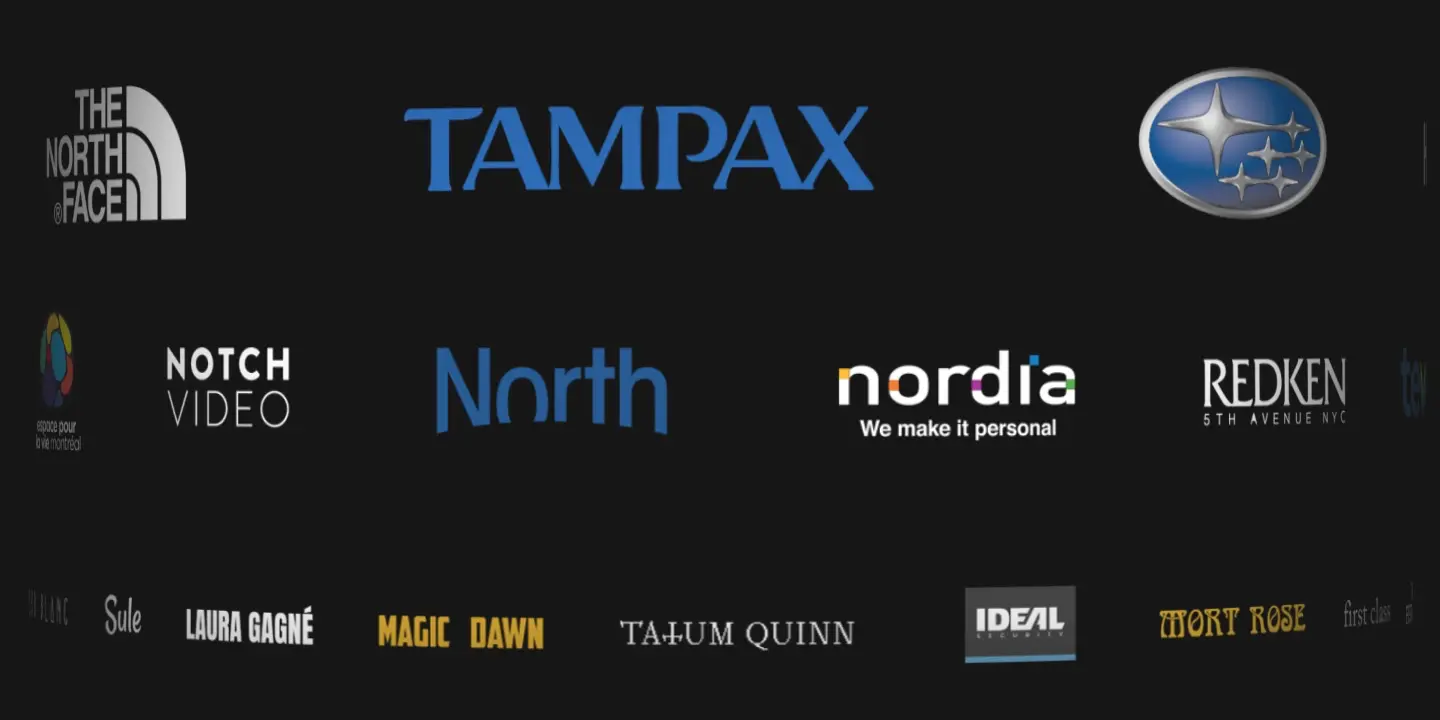 THE
NORTH
FACE
®
TAMPAX
espace pour
la vie montréal
NOTCH
VIDEO
North
nordia
We make it personal
REDKEN
5TH AVENUE NYC
BLANC
Sule
LAURA GAGNÉ
MAGIC DAWN
TATUM QUINN
IDEAL
SECURITY
MORT ROSE
first class